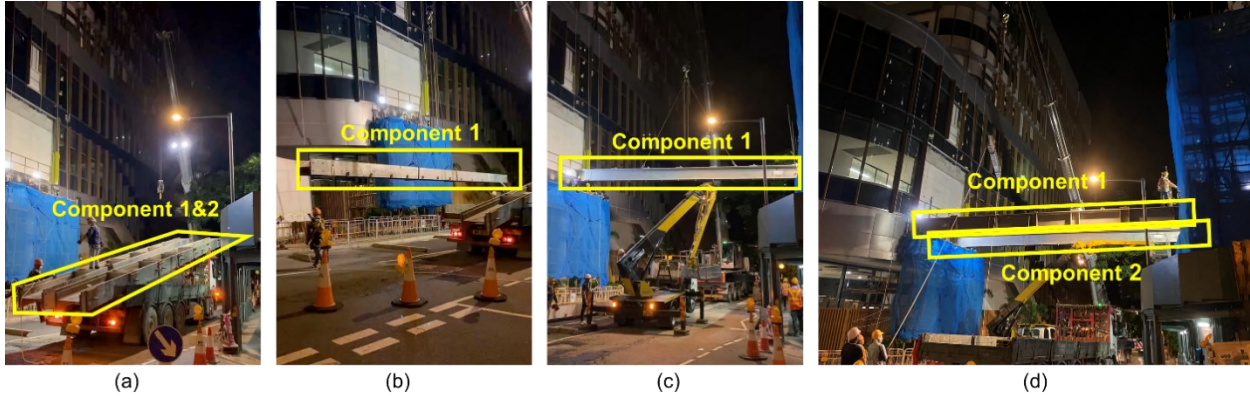 Component 1&2
Component 1
Component 1
Component 1
Component 2
(a)
(b)
(c)
(d)